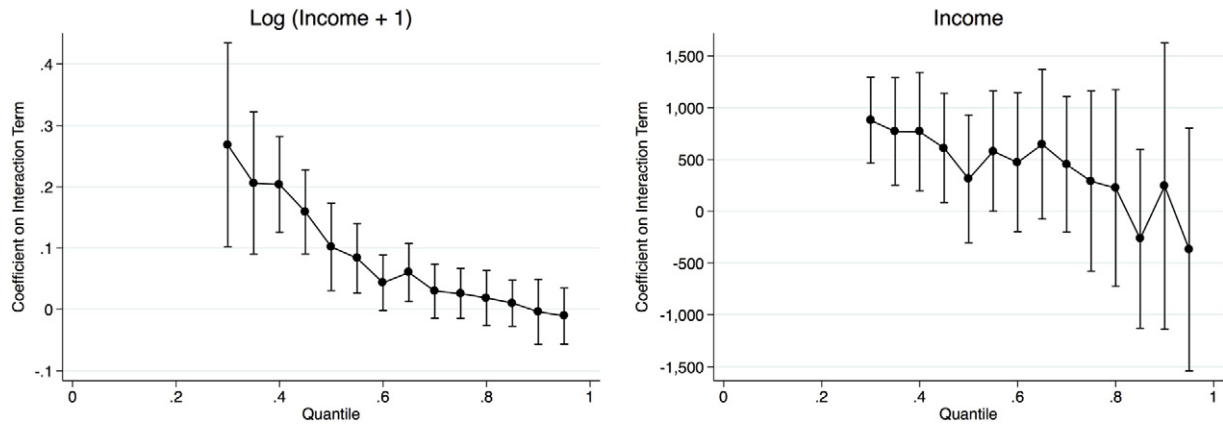 Log (Income + 1)
Coefficient on Interaction Term
.4
.3
.2
.1
0
-.1
0 .2 .4 .6 .8 1
Quantile
Income
Coefficient on Interaction Term
1,500
1,000
500
0
-500
-1,000
-1,500
0 .2 .4 .6 .8 1
Quantile